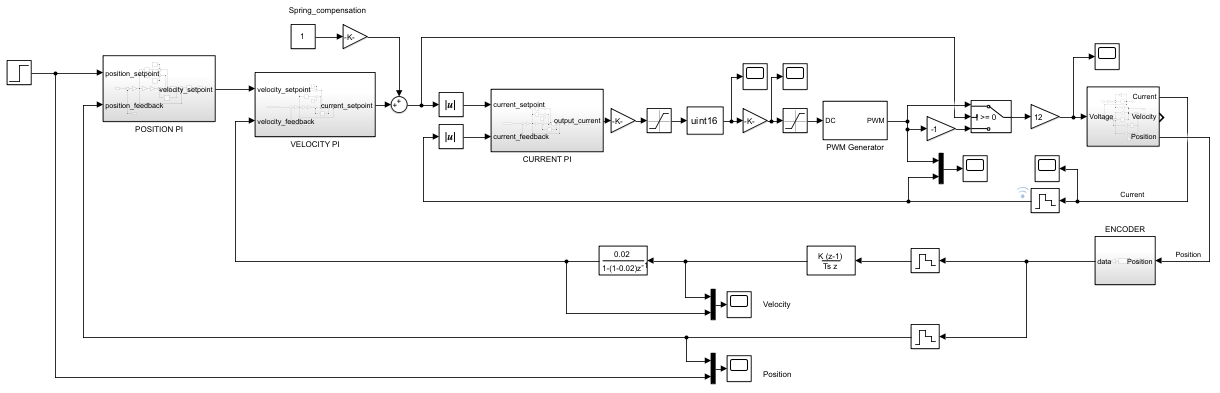 Spring_compensation
1
-K-
position_setpoint
velocity_setpoint
position_feedback
POSITION PI
velocity_setpoint
current_setpoint
velocity_feedback
VELOCITY PI
|u|
|u|
current_setpoint
output_current
current_feedback
CURRENT PI
-K-
uint16
-K-
DC
PWM
PWM Generator
-1
>= 0
12
Current
Voltage
Velocity
Position
Current
ENCODER
data
Position
Position
0.02
1-(1-0.02)z⁻¹
K (z-1)
Ts z
Velocity
Position